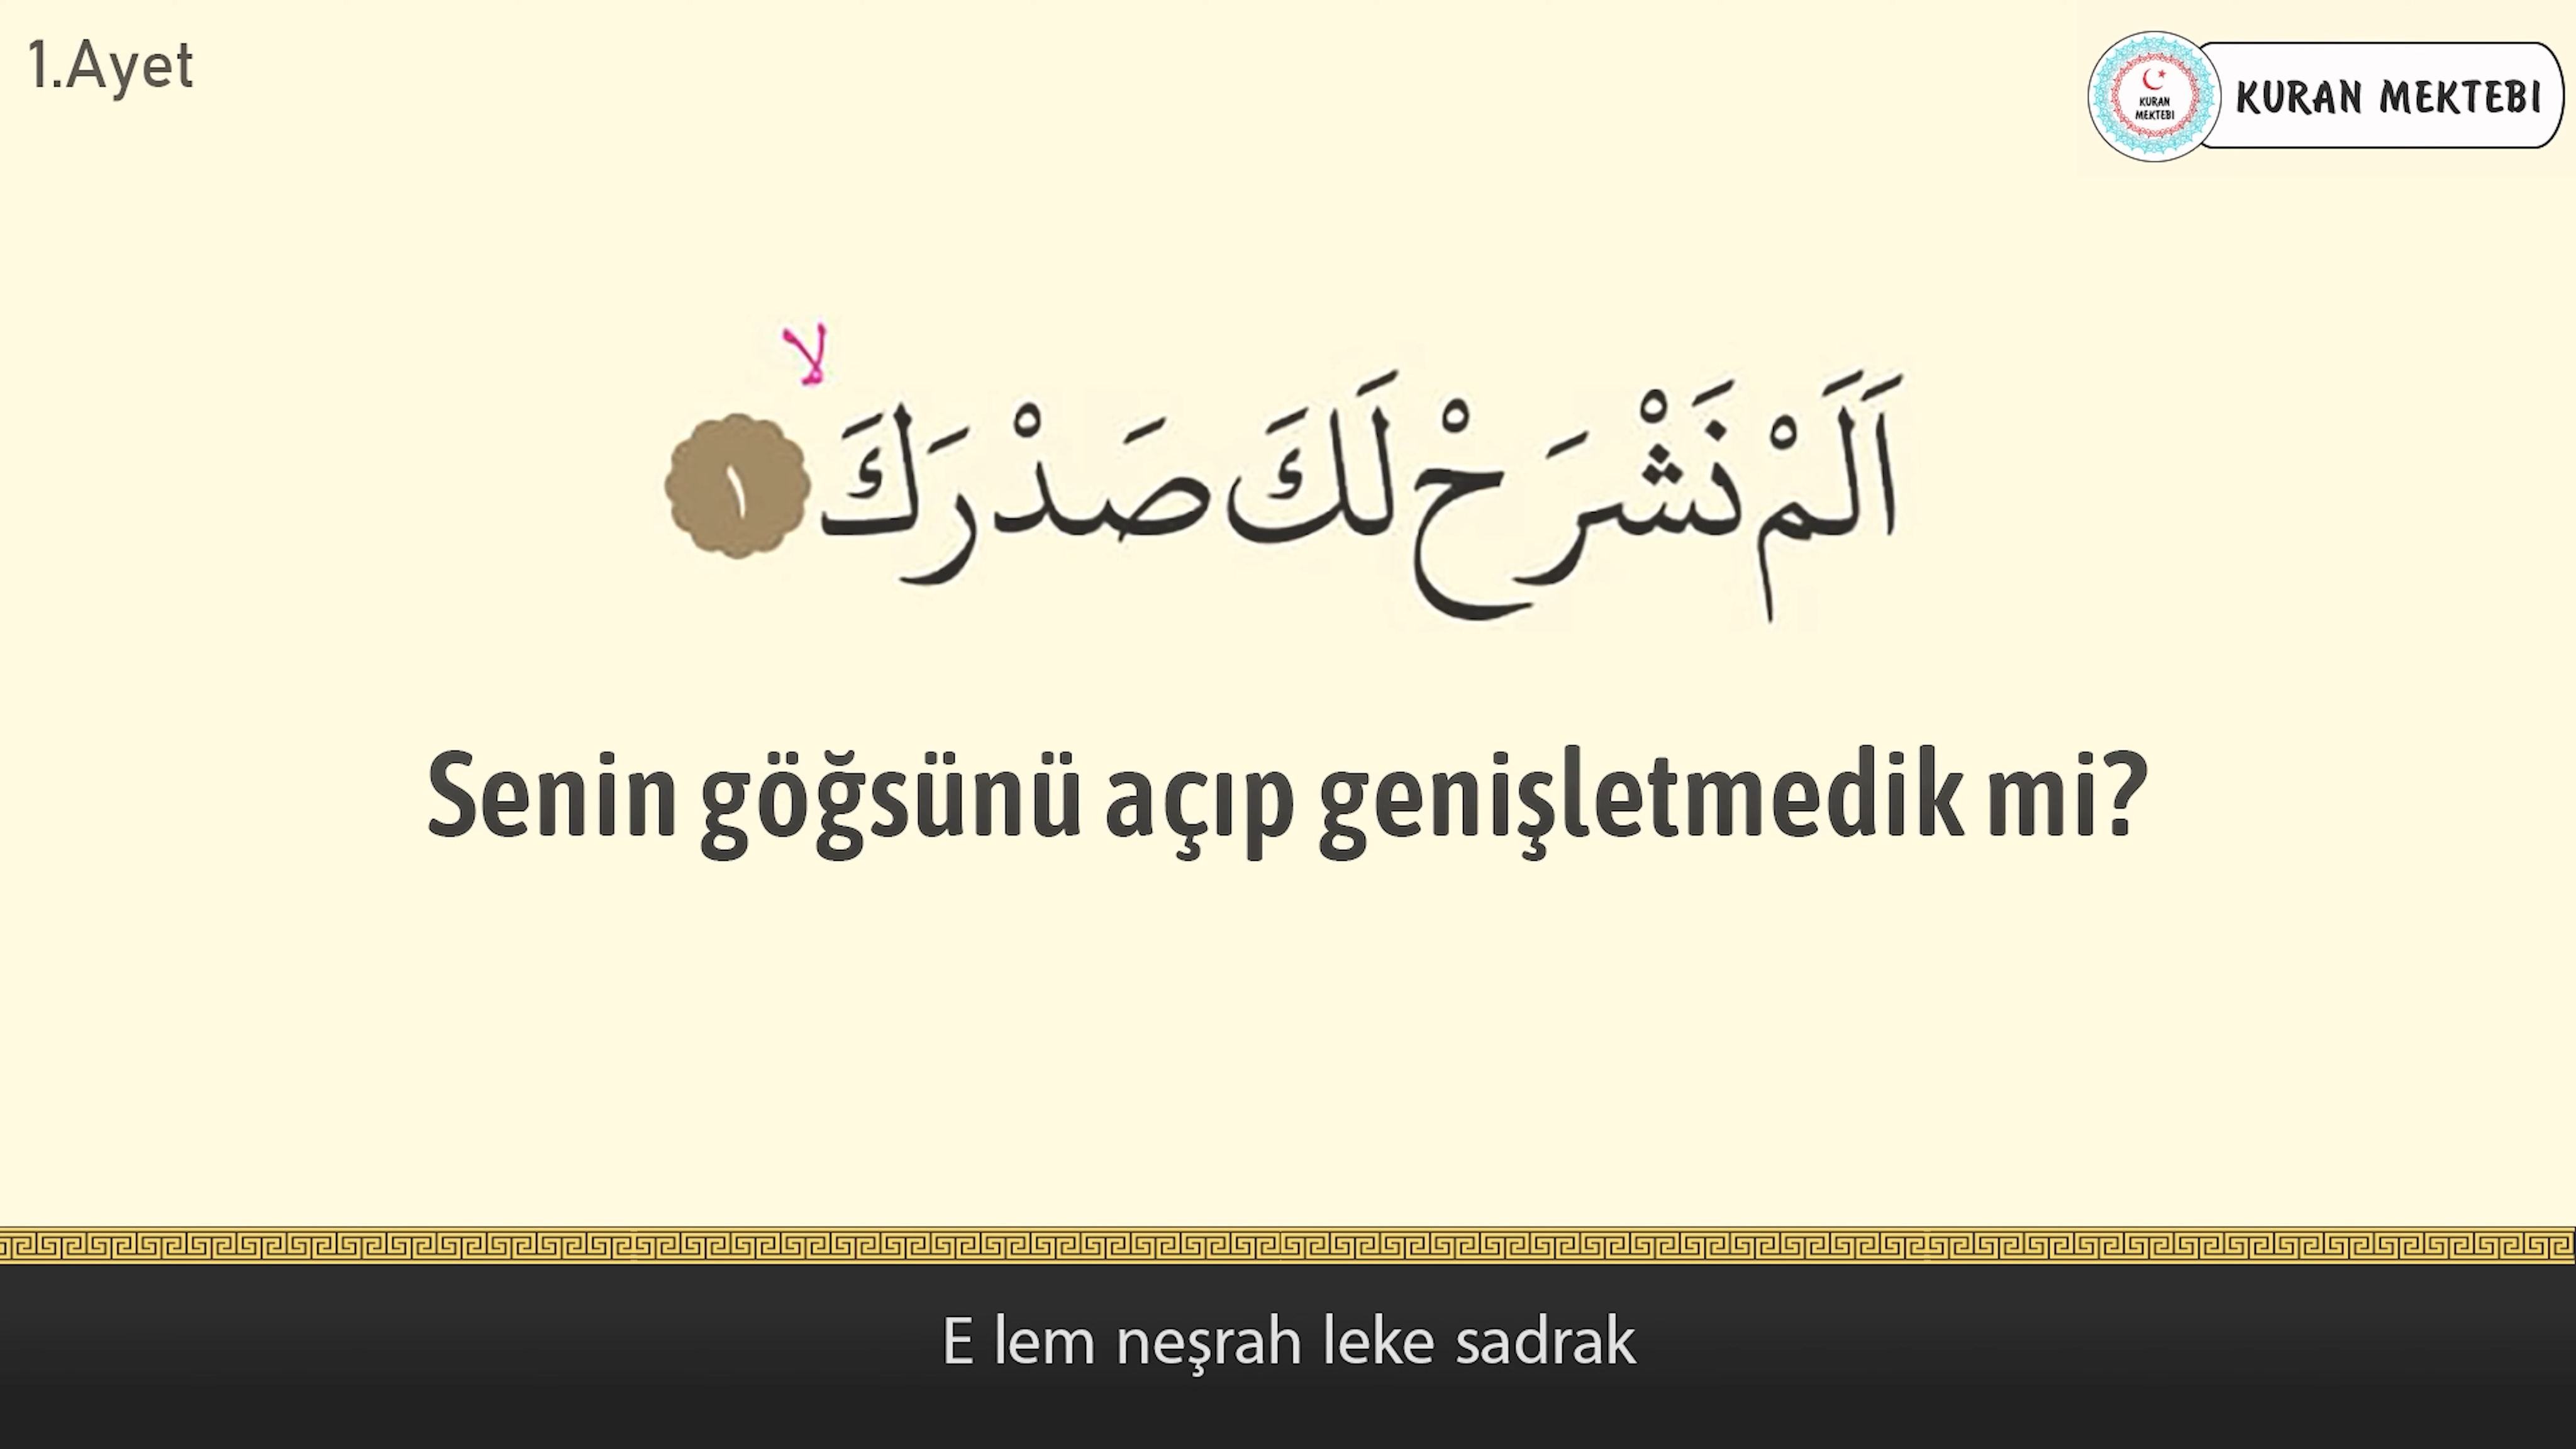 1.Ayet
KURAN
MEKTEBI
KURAN MEKTEBI
لا
اَلَمْ نَشْرَحْ لَكَ صَدْرَكَ ١
Senin göğsünü açıp genişletmedik mi?
E lem neşrah leke sadrak